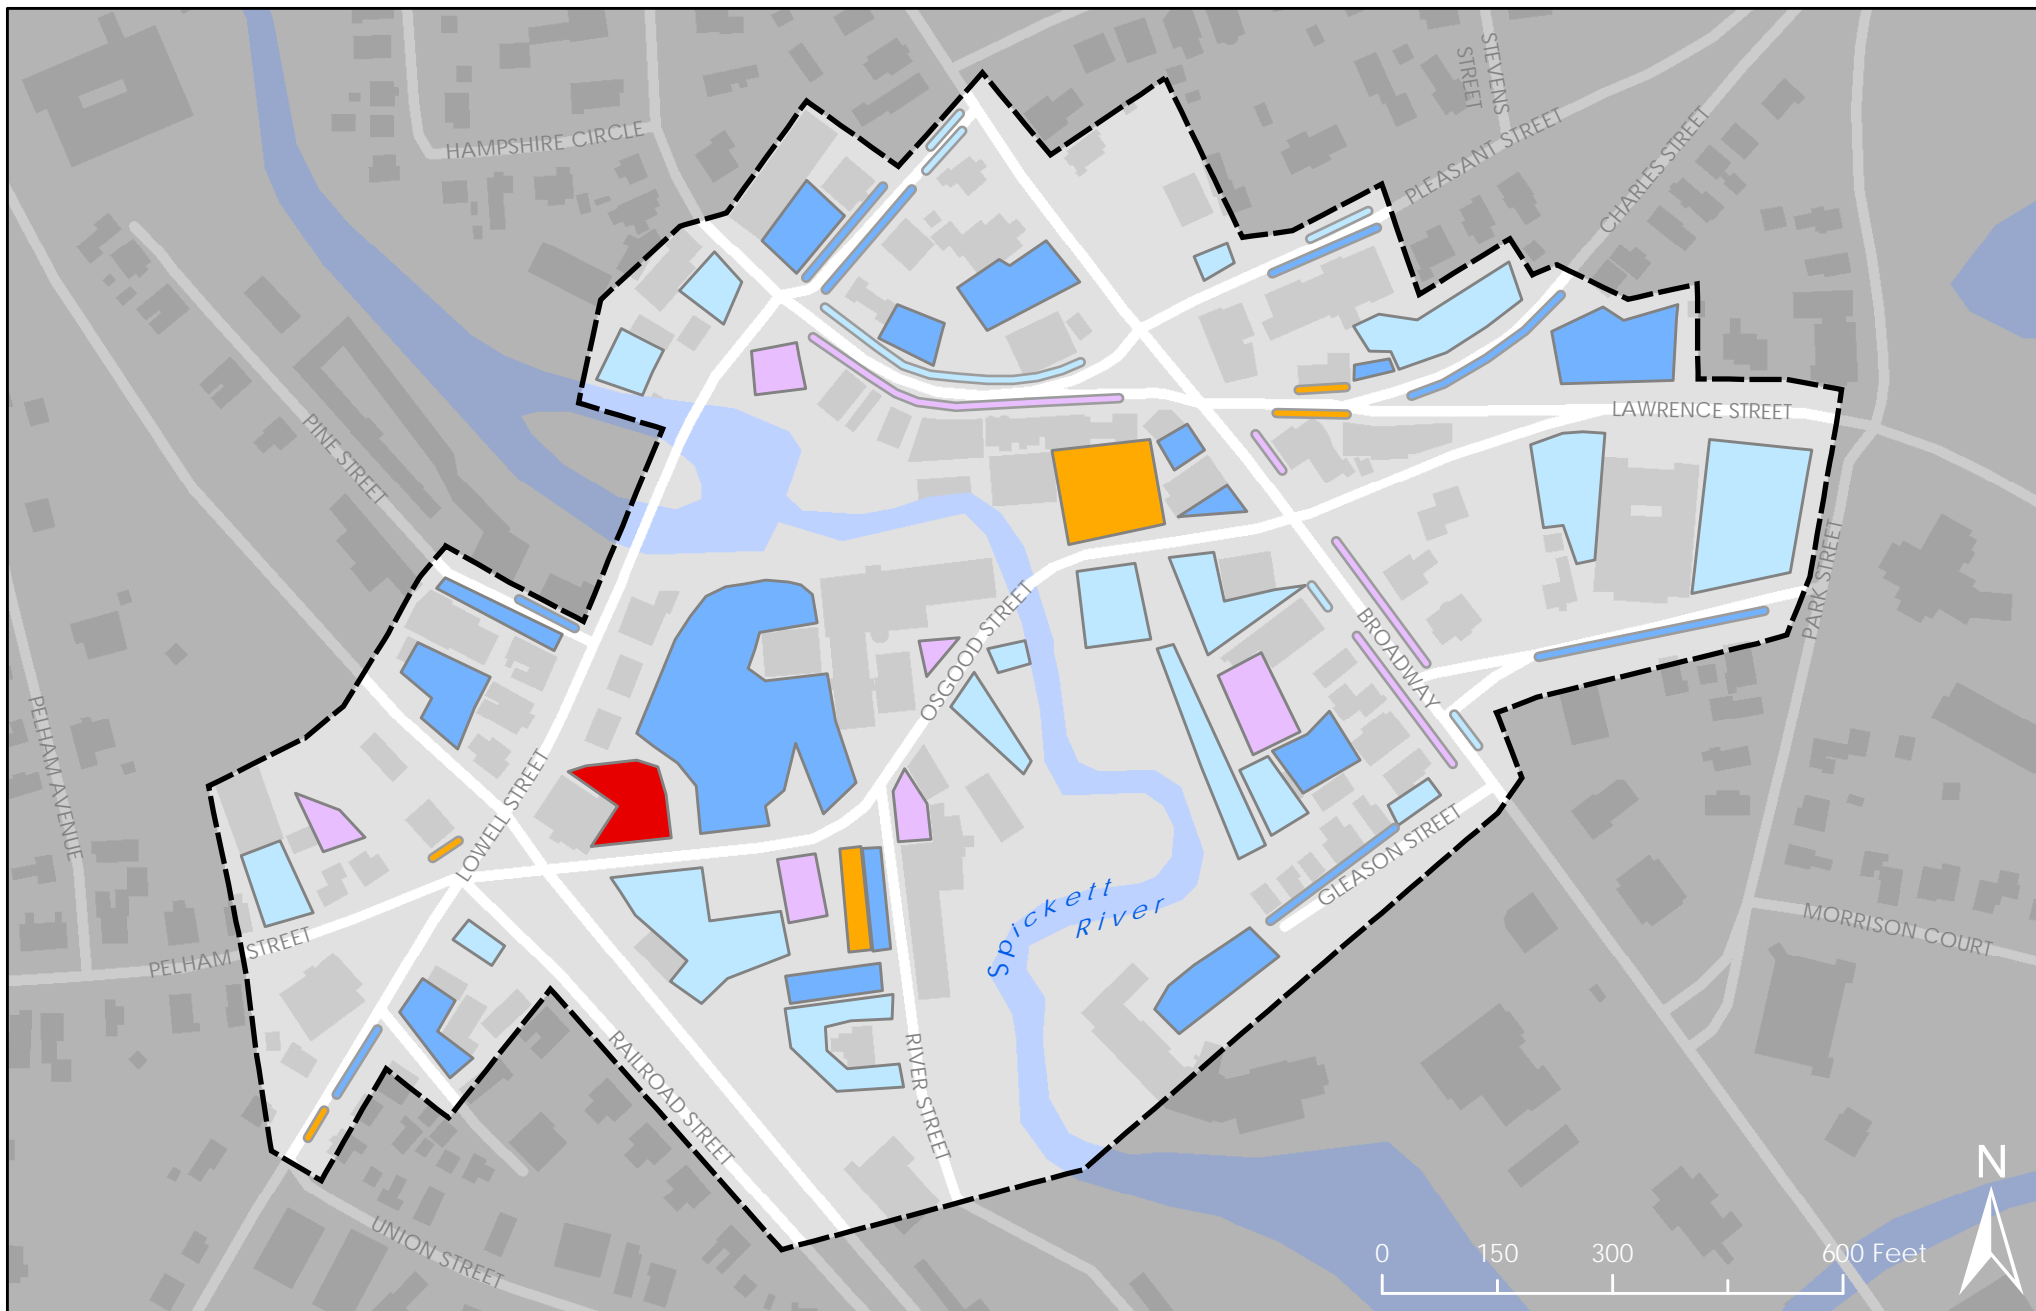 STEVENS
STREET
HAMPSHIRE CIRCLE
PLEASANT STREET
CHARLES STREET
LAWRENCE STREET
PINE STREET
PARK STREET
OSGOOD STREET
BROADWAY
PELHAM AVENUE
LOWELL STREET
GLEASON STREET
Spickett
River
MORRISON COURT
PELHAM STREET
RAILROAD STREET
RIVER STREET
UNION STREET
N
0 150 300 600 Feet